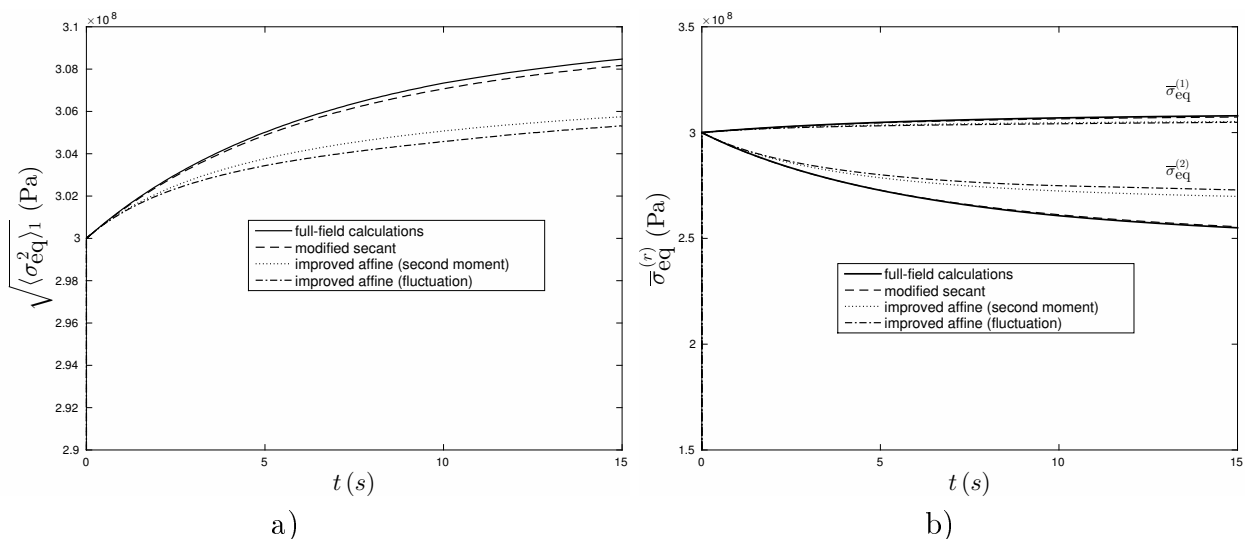 ×10^8
3.1
3.08
3.06
3.04
3.02
3
2.98
2.96
2.94
2.92
2.9
0
5
10
15
√⟨σ²eq⟩₁ (Pa)
t (s)
full-field calculations
modified secant
improved affine (second moment)
improved affine (fluctuation)
a)
×10^8
3.5
3
2.5
2
1.5
0
5
10
15
σ̅eq^(r) (Pa)
t (s)
σ̅eq^(1)
σ̅eq^(2)
full-field calculations
modified secant
improved affine (second moment)
improved affine (fluctuation)
b)